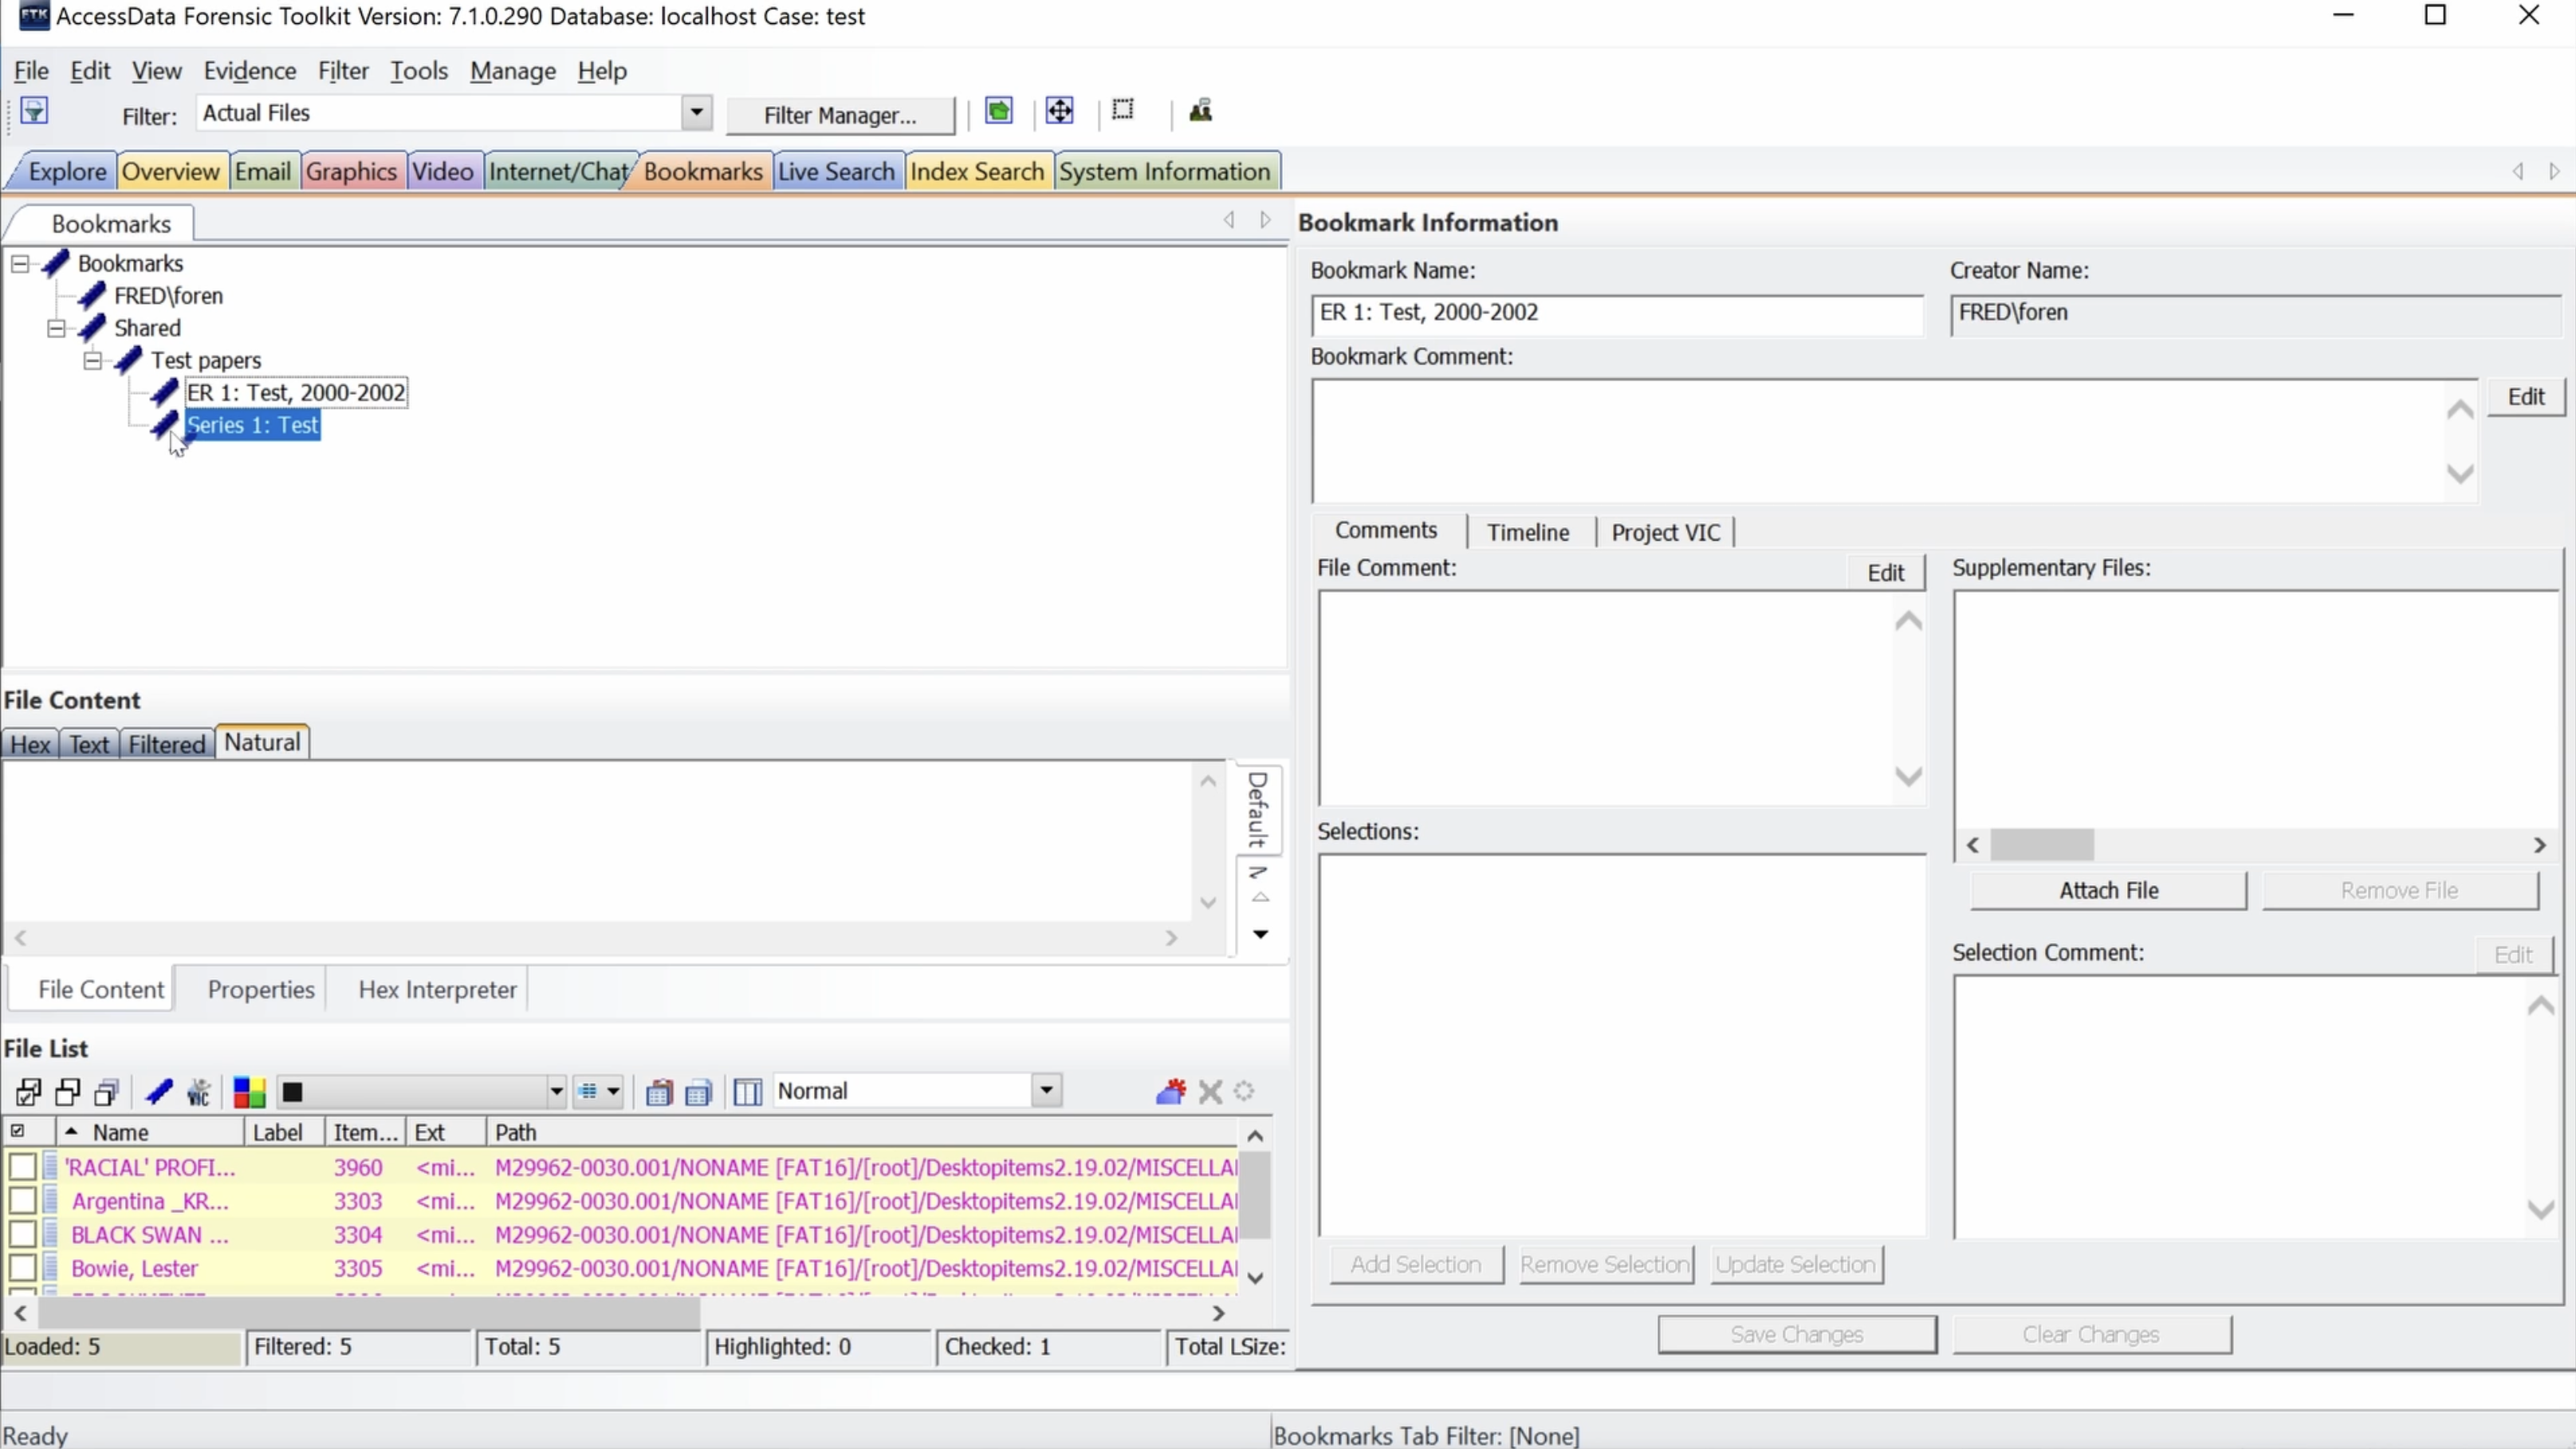 FTK AccessData Forensic Toolkit Version: 7.1.0.290 Database: localhost Case: test
File Edit View Evidence Filter Tools Manage Help
Filter: Actual Files Filter Manager...
Explore Overview Email Graphics Video Internet/Chat Bookmarks Live Search Index Search System Information
Bookmarks
Bookmarks
FRED\foren
Shared
Test papers
ER 1: Test, 2000-2002
Series 1: Test
File Content
Hex Text Filtered Natural
Default
File Content Properties Hex Interpreter
File List
Normal
Name Label Item... Ext Path
'RACIAL' PROFI... 3960 <mi... M29962-0030.001/NONAME [FAT16]/[root]/Desktopitems2.19.02/MISCELLA
Argentina _KR... 3303 <mi... M29962-0030.001/NONAME [FAT16]/[root]/Desktopitems2.19.02/MISCELLA
BLACK SWAN ... 3304 <mi... M29962-0030.001/NONAME [FAT16]/[root]/Desktopitems2.19.02/MISCELLA
Bowie, Lester 3305 <mi... M29962-0030.001/NONAME [FAT16]/[root]/Desktopitems2.19.02/MISCELLA
Loaded: 5 Filtered: 5 Total: 5 Highlighted: 0 Checked: 1 Total LSize:
Bookmark Information
Bookmark Name: Creator Name:
ER 1: Test, 2000-2002 FRED\foren
Bookmark Comment:
Edit
Comments Timeline Project VIC
File Comment: Edit Supplementary Files:
Selections:
Attach File Remove File
Selection Comment: Edit
Add Selection Remove Selection Update Selection
Save Changes Clear Changes
Ready Bookmarks Tab Filter: [None]